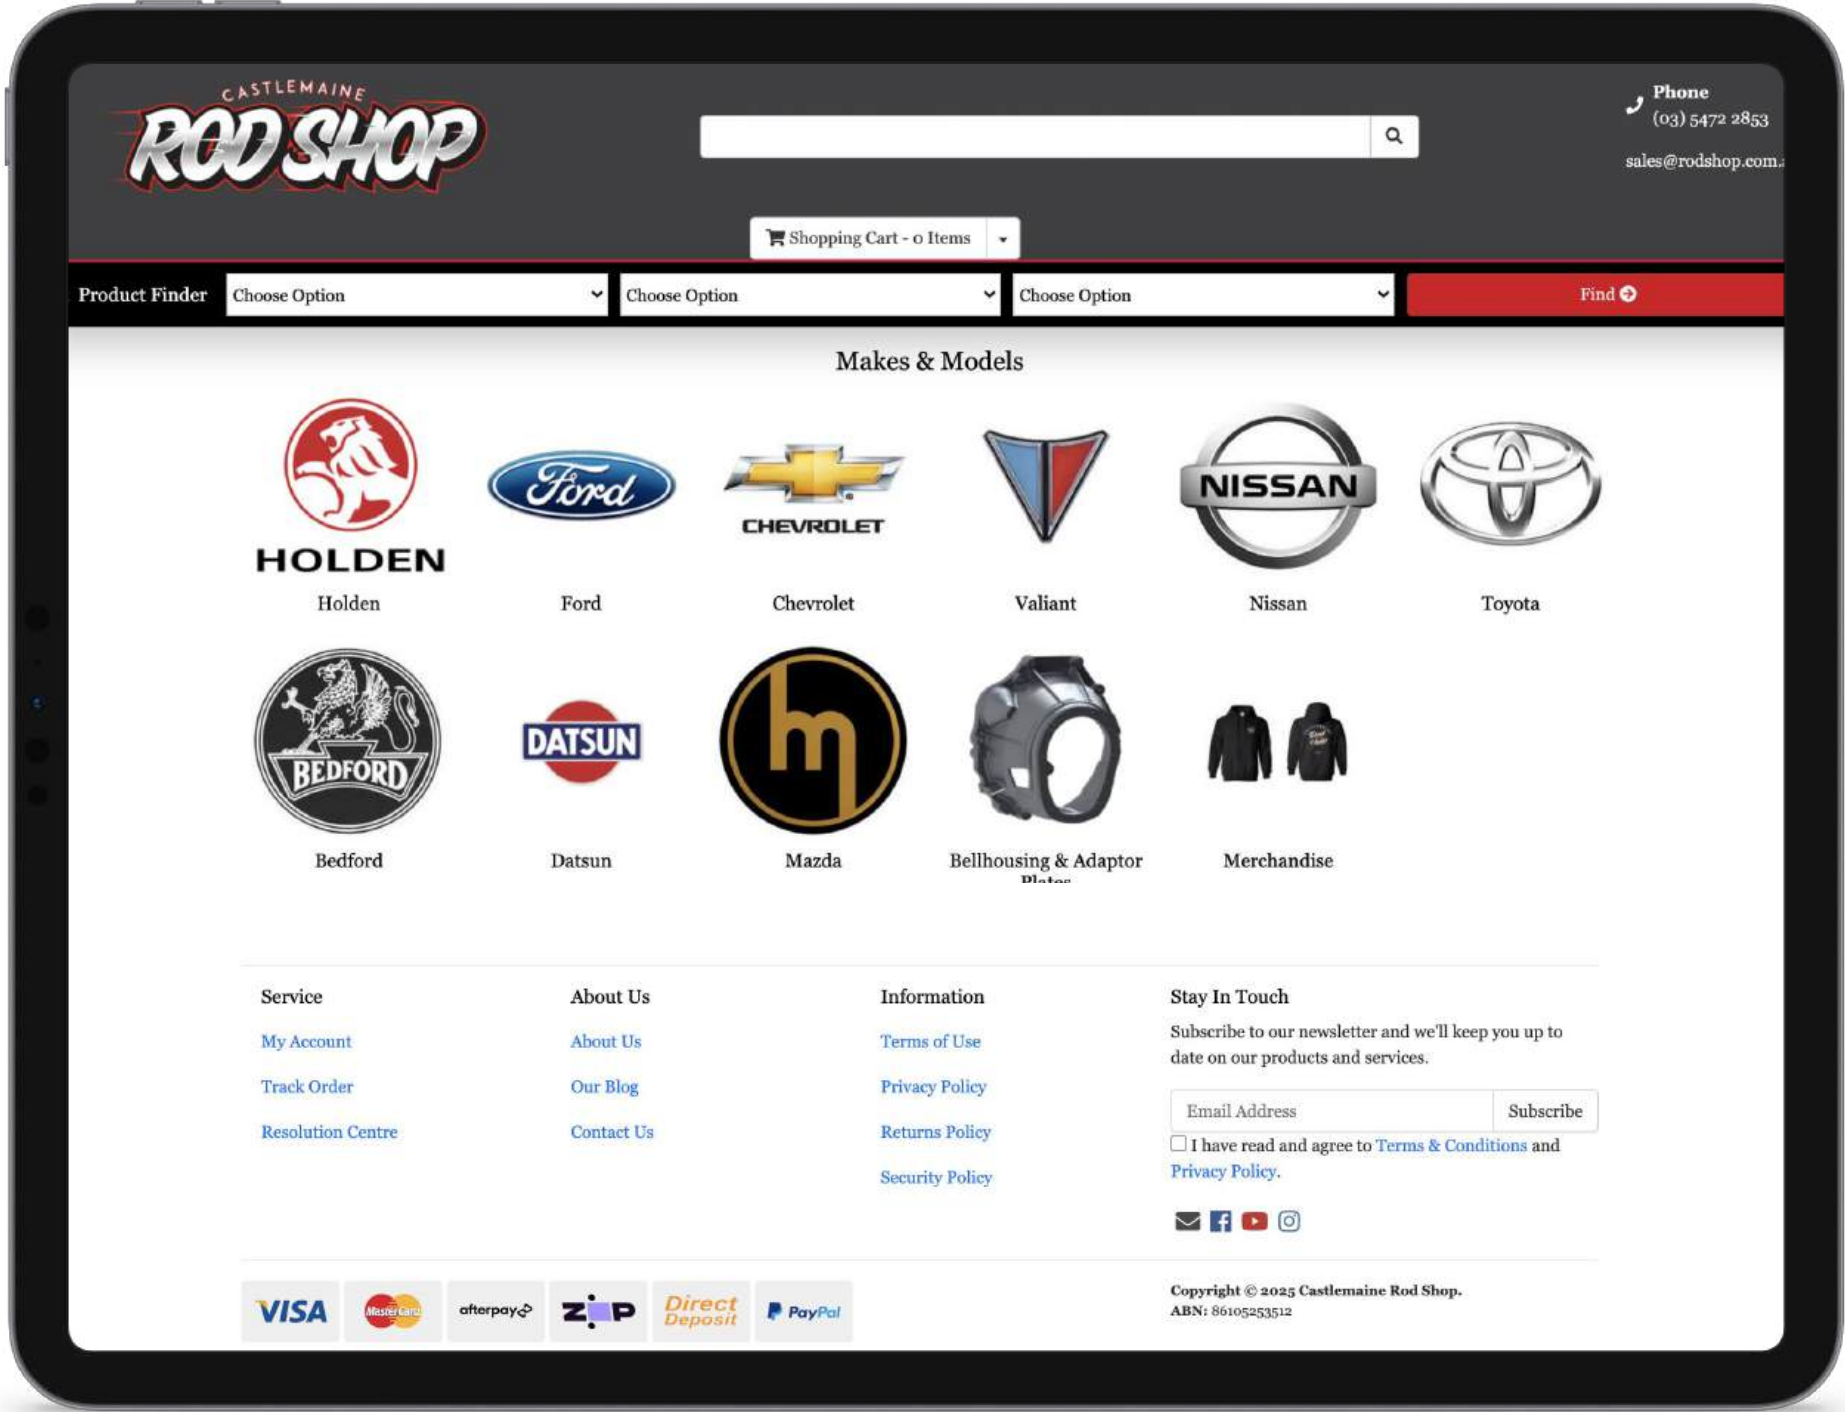 CASTLEMAINE
ROD SHOP
Phone
(03) 5472 2853
sales@rodshop.com.
Shopping Cart - 0 Items
Product Finder
Choose Option
Choose Option
Choose Option
Find
Makes & Models
HOLDEN
Ford
CHEVROLET
NISSAN
Holden
Ford
Chevrolet
Valiant
Nissan
Toyota
BEDFORD
DATSUN
m
Bedford
Datsun
Mazda
Bellhousing & Adaptor
Plates
Merchandise
Service
My Account
Track Order
Resolution Centre
About Us
About Us
Our Blog
Contact Us
Information
Terms of Use
Privacy Policy
Returns Policy
Security Policy
Stay In Touch
Subscribe to our newsletter and we'll keep you up to
date on our products and services.
Email Address
Subscribe
I have read and agree to Terms & Conditions and
Privacy Policy.
VISA
MasterCard
afterpay
ZIP
Direct
Deposit
PayPal
Copyright © 2025 Castlemaine Rod Shop.
ABN: 86105253512